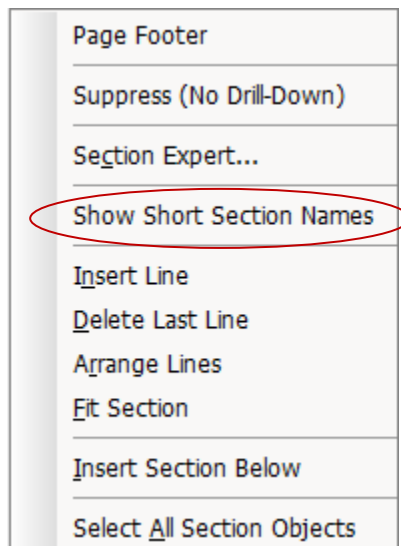 Page Footer
Suppress (No Drill-Down)
Section Expert...
Show Short Section Names
Insert Line
Delete Last Line
Arrange Lines
Fit Section
Insert Section Below
Select All Section Objects